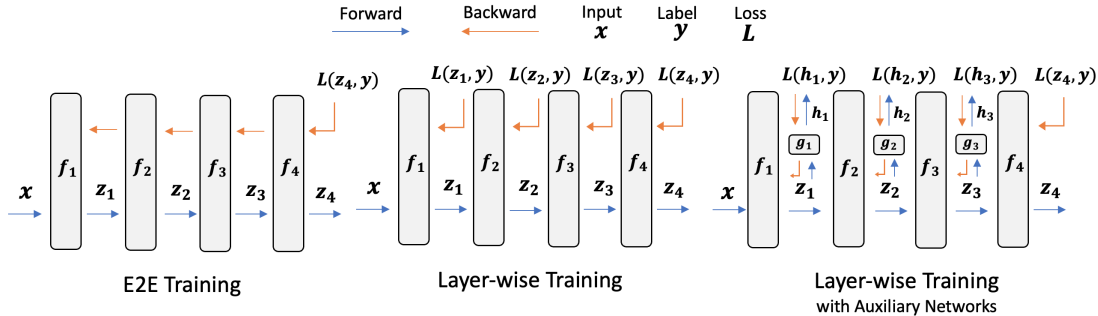 Forward Backward Input Label Loss
x y L
L(z4, y)
f1 f2 f3 f4
x z1 z2 z3 z4
E2E Training
L(z1, y) L(z2, y) L(z3, y) L(z4, y)
f1 f2 f3 f4
x z1 z2 z3 z4
Layer-wise Training
L(h1, y) L(h2, y) L(h3, y) L(z4, y)
h1 h2 h3
g1 g2 g3
f1 f2 f3 f4
x z1 z2 z3 z4
Layer-wise Training
with Auxiliary Networks